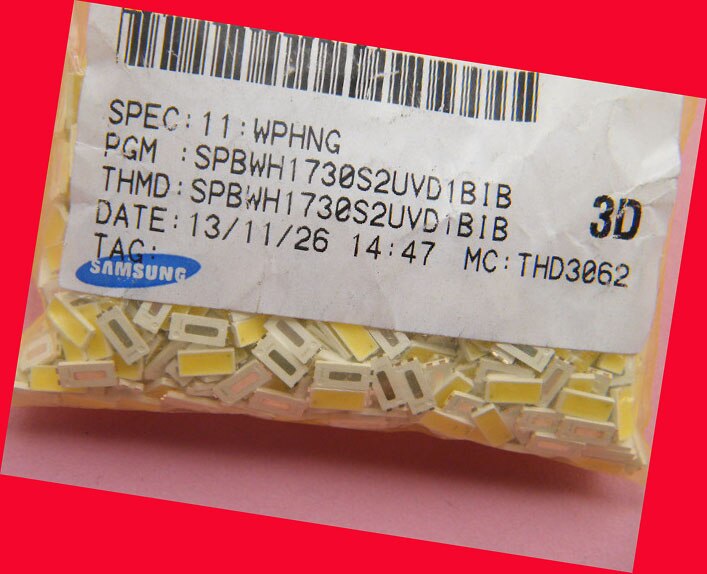 SPEC:11:WPHNG
PGM :SPBWH1730S2UVD1BIB
THMD:SPBWH1730S2UVD1BIB
3D
DATE:13/11/26 14:47 MC:THD3062
TAG:
SAMSUNG